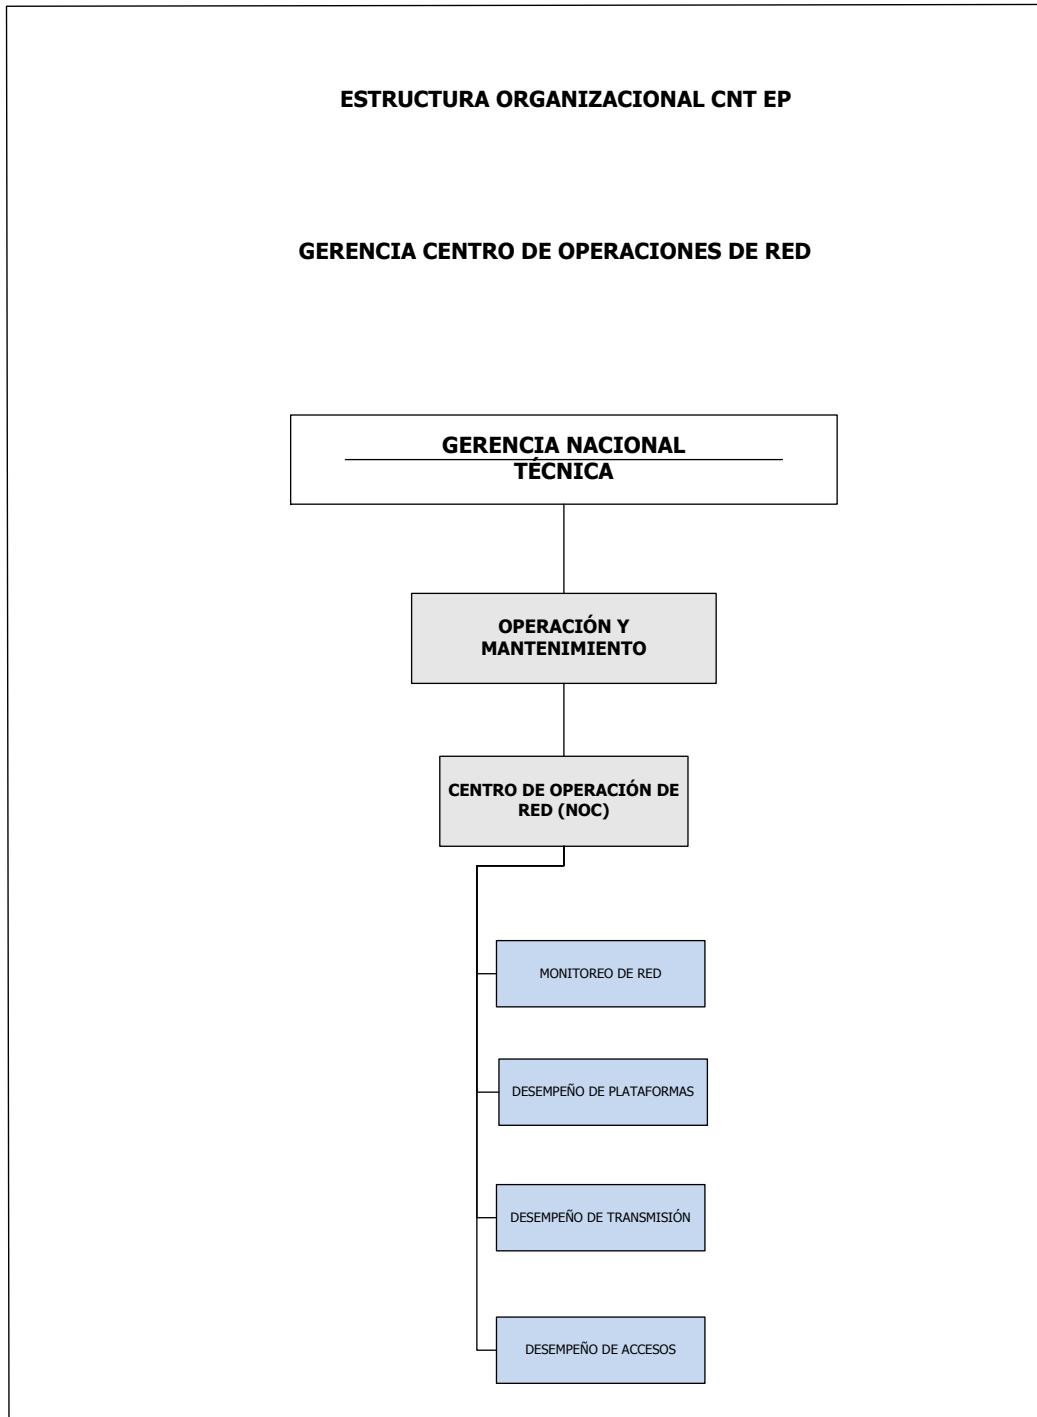 ESTRUCTURA ORGANIZACIONAL CNT EP
GERENCIA CENTRO DE OPERACIONES DE RED
GERENCIA NACIONAL
TÉCNICA
OPERACIÓN Y
MANTENIMIENTO
CENTRO DE OPERACIÓN DE
RED (NOC)
MONITOREO DE RED
DESEMPEÑO DE PLATAFORMAS
DESEMPEÑO DE TRANSMISIÓN
DESEMPEÑO DE ACCESOS